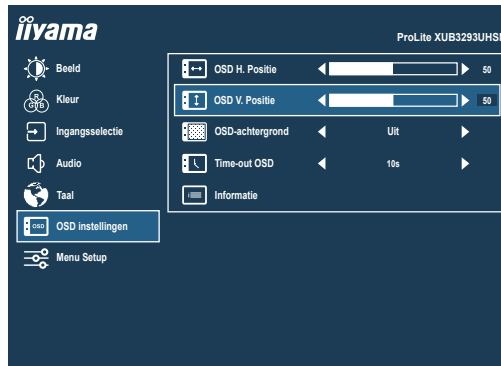 iiyama
ProLite XUB3293UHS
Beeld
R
G B
Kleur
Ingangsselectie
Audio
Taal
OSD
OSD instellingen
Menu Setup
OSD H. Positie
50
OSD V. Positie
50
OSD-achtergrond
Uit
Time-out OSD
10s
Informatie